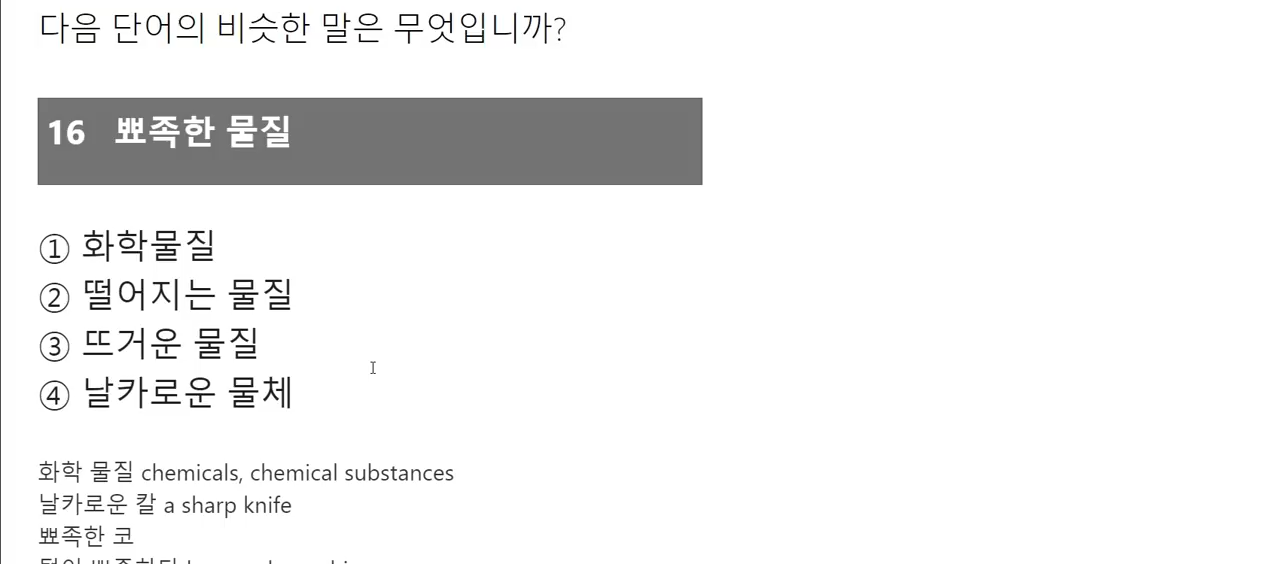 다음 단어의 비슷한 말은 무엇입니까?
16 뾰족한 물질
① 화학물질
② 떨어지는 물질
③ 뜨거운 물질
④ 날카로운 물체
화학 물질 chemicals, chemical substances
날카로운 칼 a sharp knife
뾰족한 코